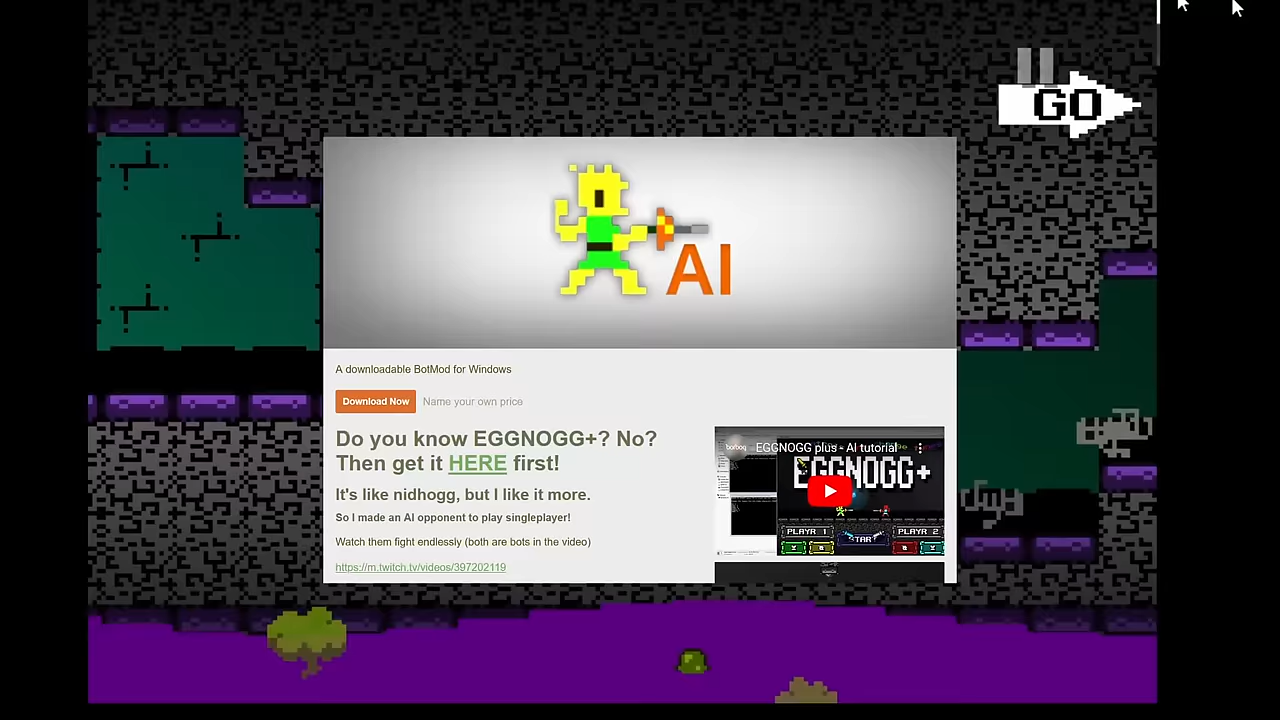 GO
AI
A downloadable BotMod for Windows
Download Now Name your own price
Do you know EGGNOGG+? No?
Then get it HERE first!
It's like nidhogg, but I like it more.
So I made an AI opponent to play singleplayer!
Watch them fight endlessly (both are bots in the video)
https://m.twitch.tv/videos/397202119
EGGNOGG plus - AI tutorial
EGGNOGG+
PLAYR 1
TAR
PLAYR 2